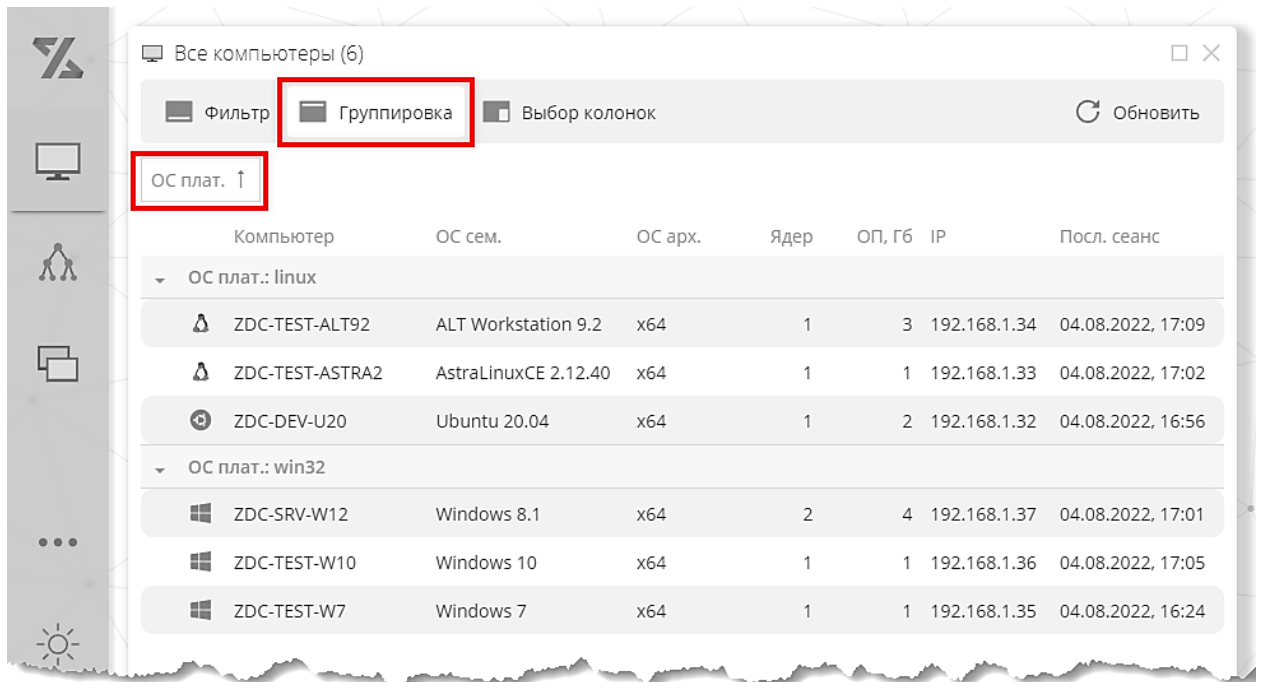 Все компьютеры (6)
Фильтр Группировка Выбор колонок Обновить
ОС плат. ↑
Компьютер ОС сем. ОС арх. Ядер ОП, Гб IP Посл. сеанс
ОС плат.: linux
ZDC-TEST-ALT92 ALT Workstation 9.2 x64 1 3 192.168.1.34 04.08.2022, 17:09
ZDC-TEST-ASTRA2 AstraLinuxCE 2.12.40 x64 1 1 192.168.1.33 04.08.2022, 17:02
ZDC-DEV-U20 Ubuntu 20.04 x64 1 2 192.168.1.32 04.08.2022, 16:56
ОС плат.: win32
ZDC-SRV-W12 Windows 8.1 x64 2 4 192.168.1.37 04.08.2022, 17:01
ZDC-TEST-W10 Windows 10 x64 1 1 192.168.1.36 04.08.2022, 17:05
ZDC-TEST-W7 Windows 7 x64 1 1 192.168.1.35 04.08.2022, 16:24